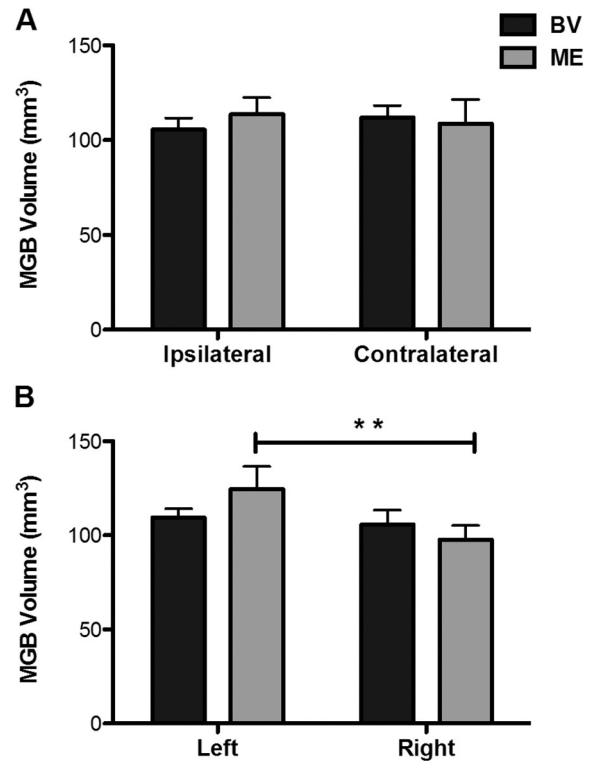 A
BV
ME
MGB Volume (mm³)
150
100
50
0
Ipsilateral
Contralateral
B
**
MGB Volume (mm³)
150
100
50
0
Left
Right